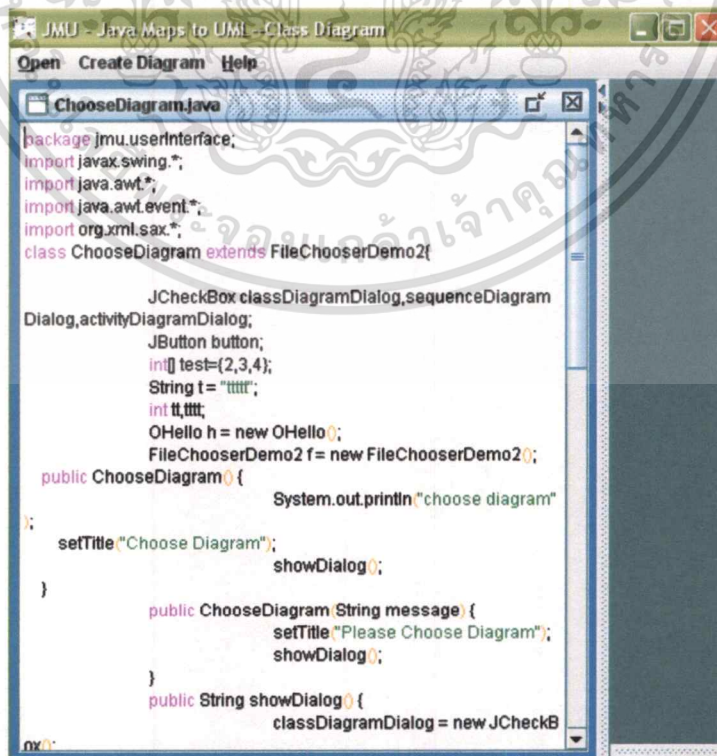 JMU - Java Maps to UML - Class Diagram
Open Create Diagram Help
ChooseDiagram.java
package jmu.userInterface;
import javax.swing.*;
import java.awt.*;
import java.awt.event.*;
import org.xml.sax.*;
class ChooseDiagram extends FileChooserDemo2{
JCheckBox classDiagramDialog,sequenceDiagram
Dialog,activityDiagramDialog;
JButton button;
int[] test={2,3,4};
String t = "ttttt";
int tt,tttt;
OHello h = new OHello();
FileChooserDemo2 f= new FileChooserDemo2();
public ChooseDiagram() {
System.out.println("choose diagram"
);
setTitle("Choose Diagram");
showDialog();
}
public ChooseDiagram(String message) {
setTitle("Please Choose Diagram");
showDialog();
}
public String showDialog() {
classDiagramDialog = new JCheckB
ox();